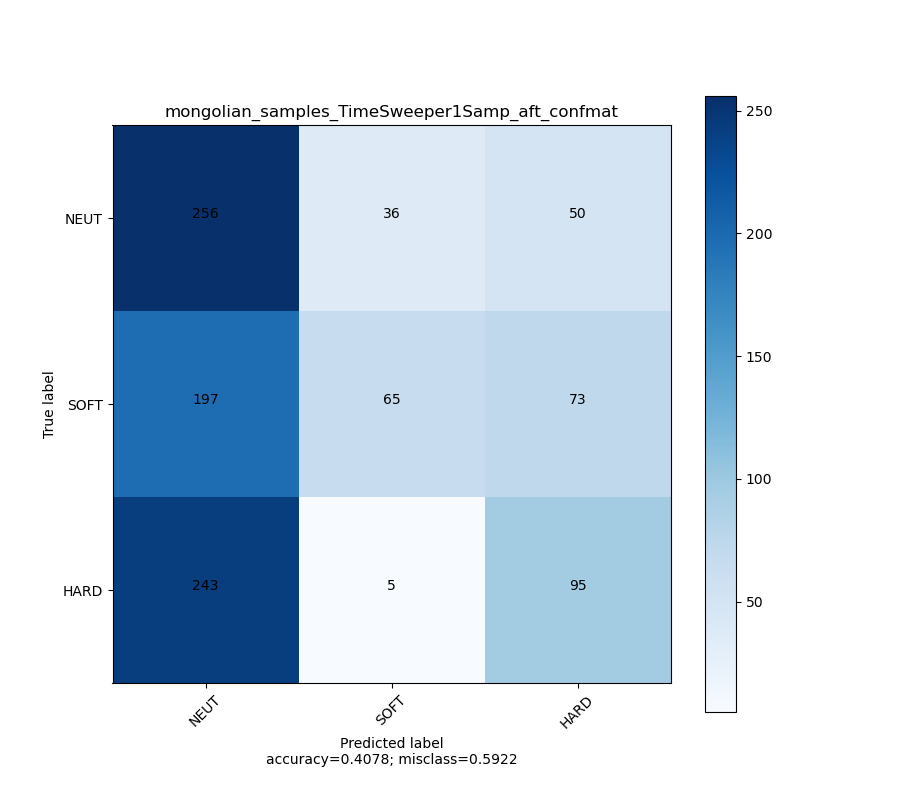 mongolian_samples_TimeSweeper1Samp_aft_confmat
NEUT 256 36 50
SOFT 197 65 73
HARD 243 5 95
True label
NEUT SOFT HARD
Predicted label
accuracy=0.4078; misclass=0.5922
250
200
150
100
50